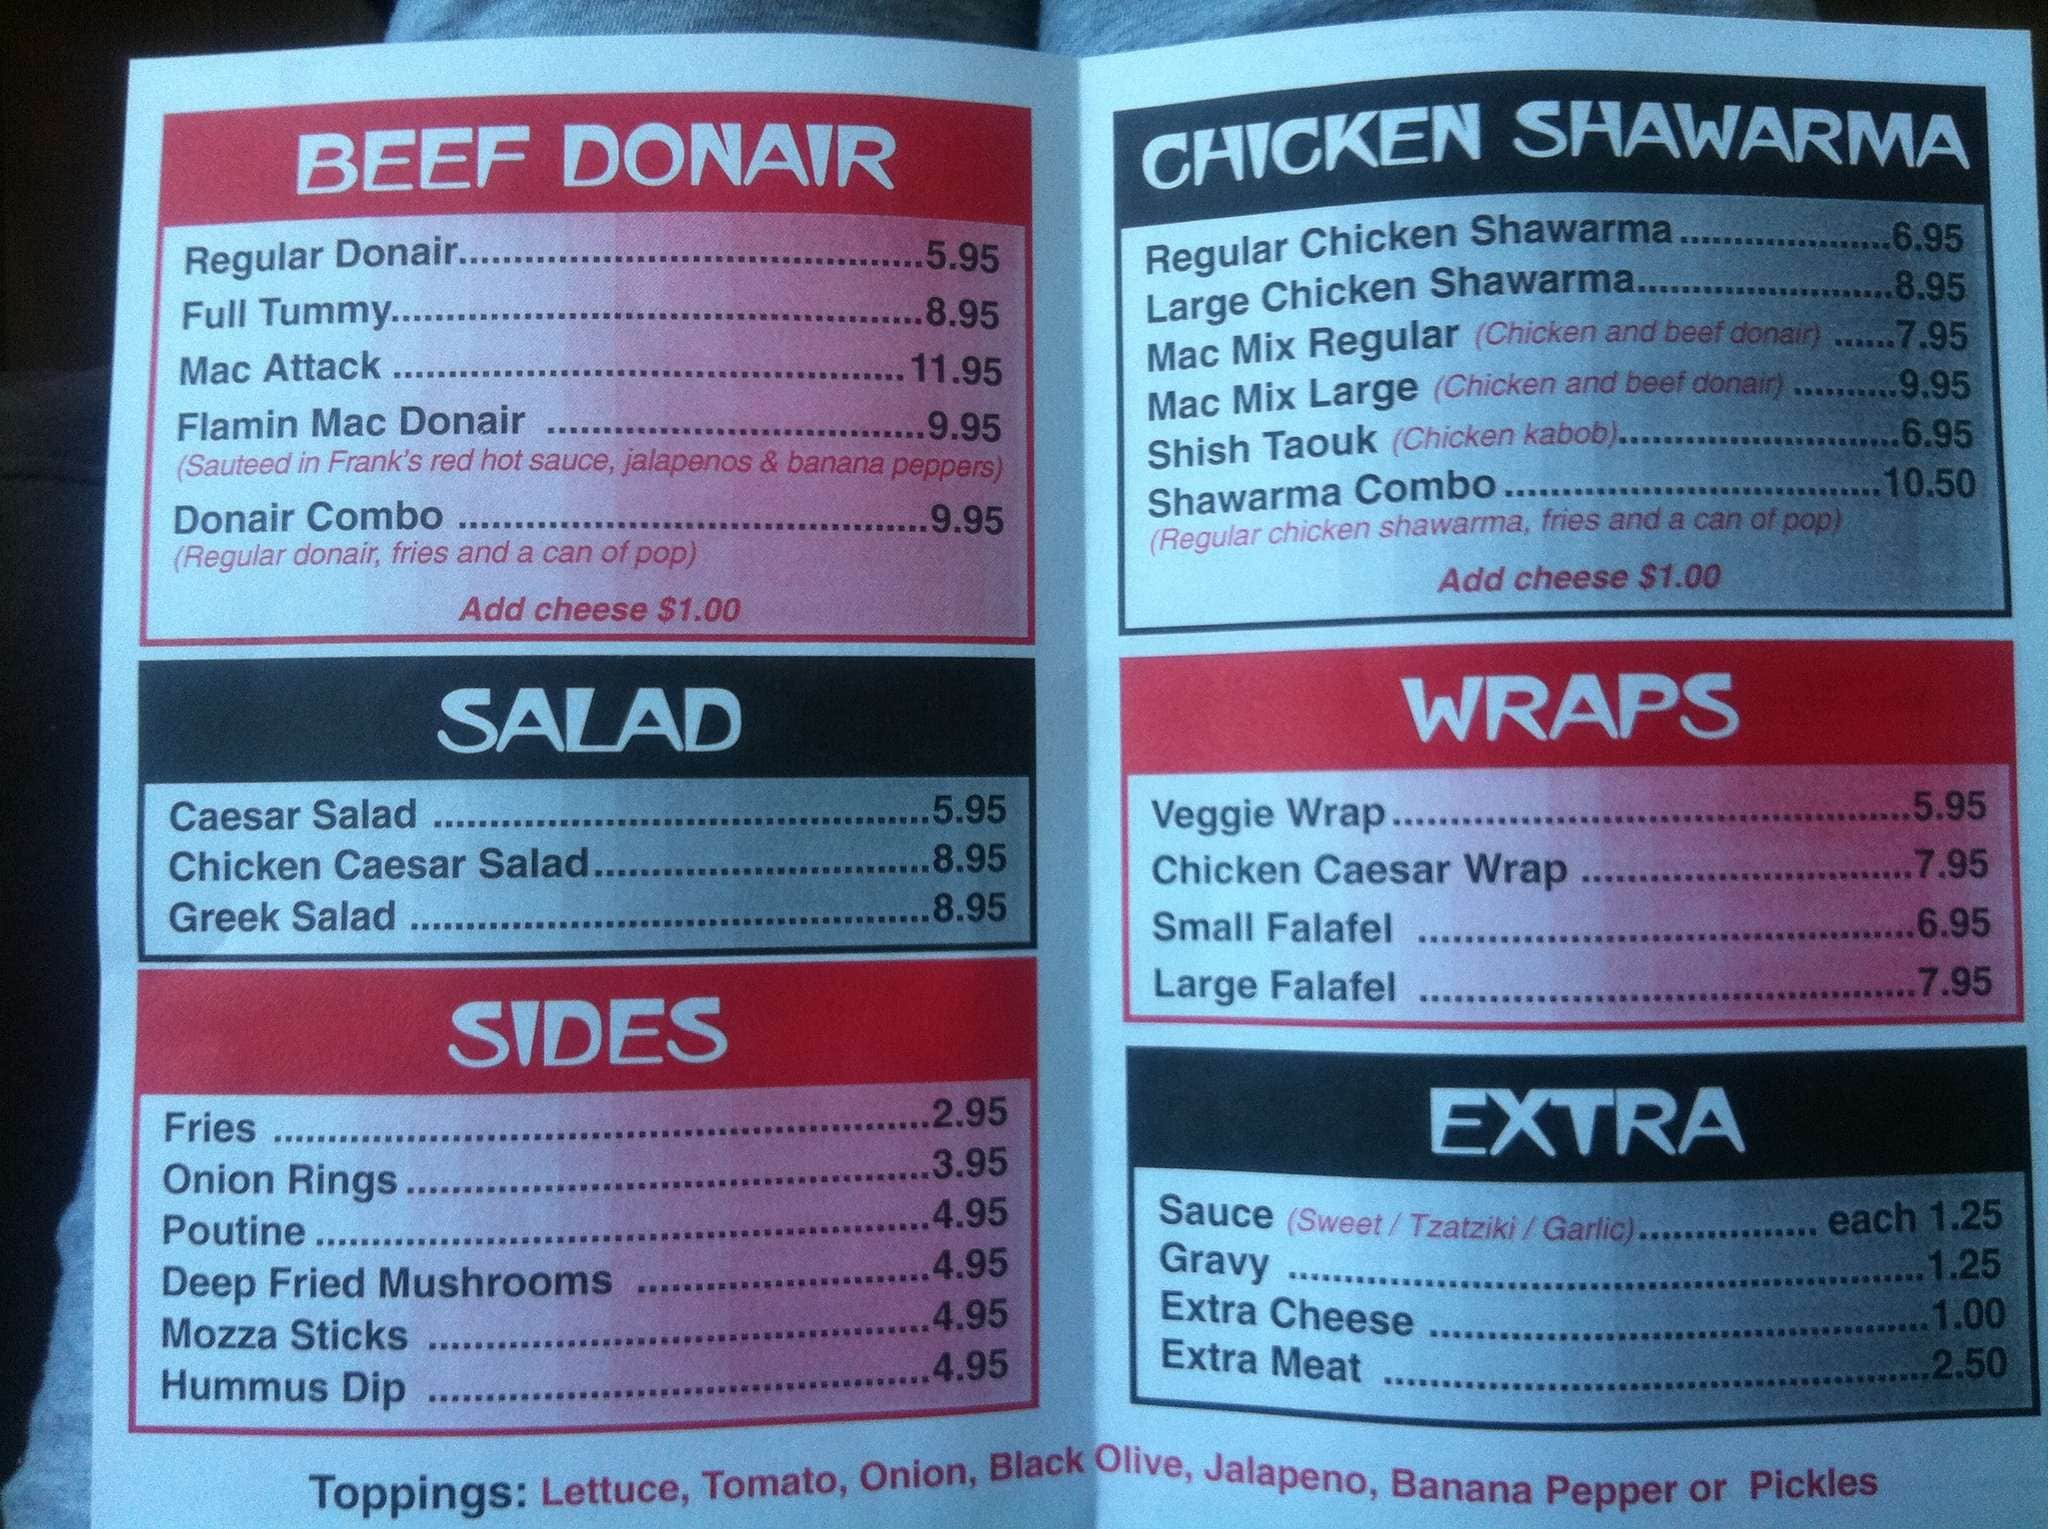 BEEF DONAIR
Regular Donair..........5.95
Full Tummy..........8.95
Mac Attack ..........11.95
Flamin Mac Donair ..........9.95
(Sauteed in Frank's red hot sauce, jalapenos & banana peppers)
Donair Combo ..........9.95
(Regular donair, fries and a can of pop)
Add cheese $1.00
SALAD
Caesar Salad ..........5.95
Chicken Caesar Salad..........8.95
Greek Salad ..........8.95
SIDES
Fries ..........2.95
Onion Rings..........3.95
Poutine..........4.95
Deep Fried Mushrooms ..........4.95
Mozza Sticks ..........4.95
Hummus Dip ..........4.95
CHICKEN SHAWARMA
Regular Chicken Shawarma..........6.95
Large Chicken Shawarma..........8.95
Mac Mix Regular (Chicken and beef donair) ......7.95
Mac Mix Large (Chicken and beef donair) ..........9.95
Shish Taouk (Chicken kabob)..........6.95
Shawarma Combo..........10.50
(Regular chicken shawarma, fries and a can of pop)
Add cheese $1.00
WRAPS
Veggie Wrap..........5.95
Chicken Caesar Wrap ..........7.95
Small Falafel ..........6.95
Large Falafel ..........7.95
EXTRA
Sauce (Sweet / Tzatziki / Garlic).......... each 1.25
Gravy ..........1.25
Extra Cheese ..........1.00
Extra Meat ..........2.50
Toppings: Lettuce, Tomato, Onion, Black Olive, Jalapeno, Banana Pepper or Pickles